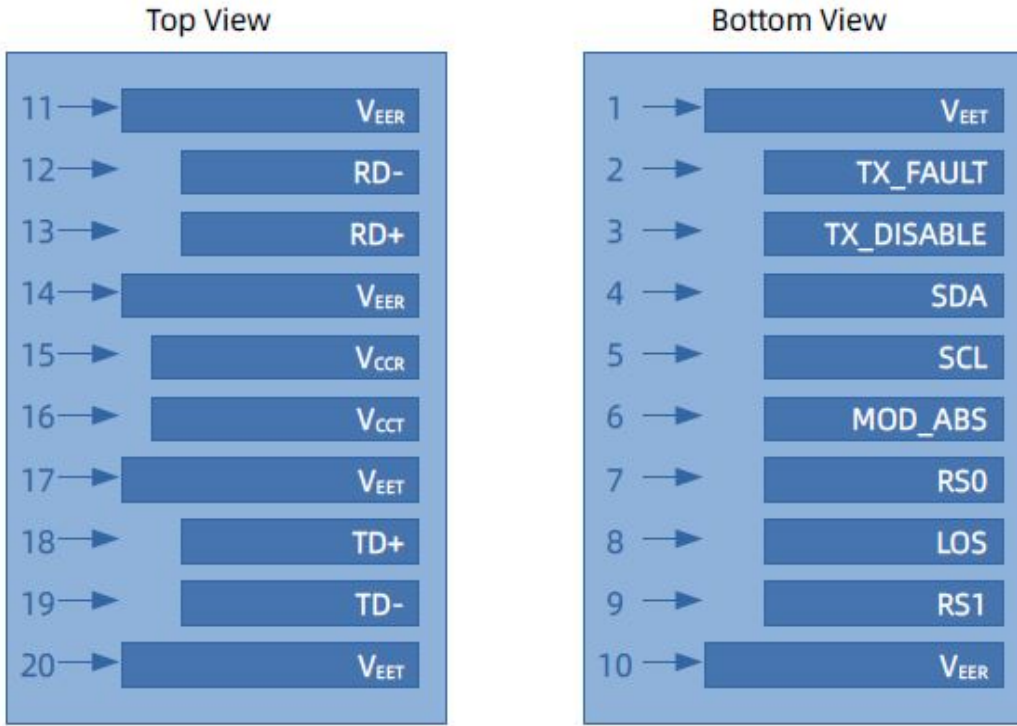 Top View
11 VEER
12 RD-
13 RD+
14 VEER
15 VCCR
16 VCCT
17 VEET
18 TD+
19 TD-
20 VEET
Bottom View
1 VEET
2 TX_FAULT
3 TX_DISABLE
4 SDA
5 SCL
6 MOD_ABS
7 RS0
8 LOS
9 RS1
10 VEER